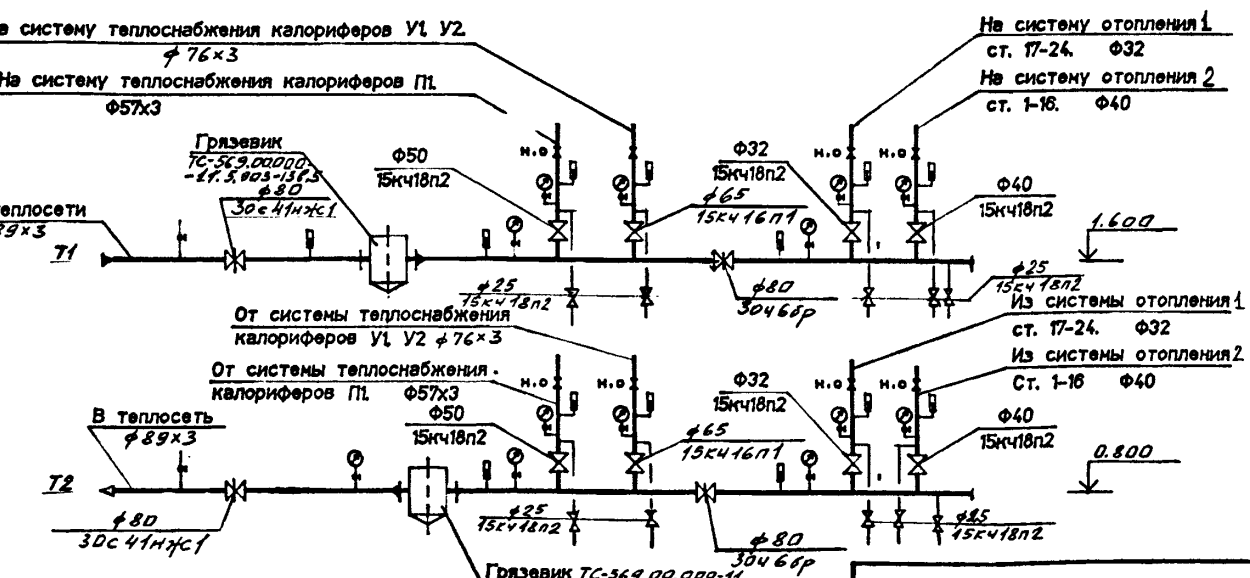 систему теплоснабжения калориферов У1, У2
ф 76×3
На систему теплоснабжения калориферов П1.
Ф57х3
На систему отопления 1
ст. 17-24. Ф32
На систему отопления 2
ст. 1-16. Ф40
Грязевик
ТС-569.00.000-
ф80
30с41нж1
Ф50
15кч18п2
н.о
ф65
15кч16п1
Ф32
15кч18п2
н.о
Ф40
15кч18п2
теплосети
89×3
Т1
1.600
ф25
15кч18п2
ф80
30ч6бр
ф25
15кч18п2
От системы теплоснабжения
калориферов У1, У2 ф76×3
Из системы отопления 1
ст. 17-24. Ф32
От системы теплоснабжения
калориферов П1. Ф57х3
Из системы отопления 2
Ст. 1-16 Ф40
н.о
н.о
н.о
н.о
Ф50
15кч18п2
ф65
15кч16п1
Ф32
15кч18п2
Ф40
15кч18п2
В теплосеть
ф89×3
Т2
0.800
ф80
30с41нж1
ф25
15кч18п2
ф80
30ч6бр
ф25
15кч18п2
Грязевик ТС-569.00.000-11